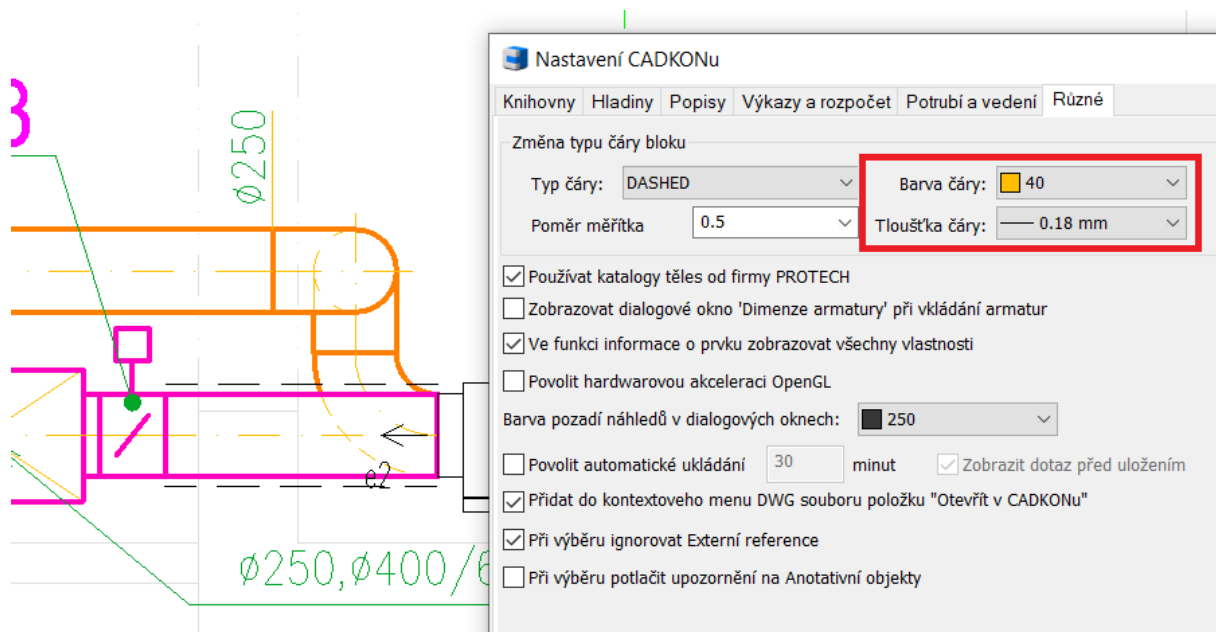 Nastavení CADKONu
Knihovny Hladiny Popisy Výkazy a rozpočet Potrubí a vedení Různé
Změna typu čáry bloku
Typ čáry: DASHED Barva čáry: 40
Poměr měřítka 0.5 Tloušťka čáry: 0.18 mm
Používat katalogy těles od firmy PROTECH
Zobrazovat dialogové okno 'Dimenze armatury' při vkládání armatur
Ve funkci informace o prvku zobrazovat všechny vlastnosti
Povolit hardwarovou akceleraci OpenGL
Barva pozadí náhledů v dialogových oknech: 250
Povolit automatické ukládání 30 minut Zobrazit dotaz před uložením
Přidat do kontextoveho menu DWG souboru položku "Otevřít v CADKONu"
Při výběru ignorovat Externí reference
Při výběru potlačit upozornění na Anotativní objekty
ø250
e2
ø250,ø400/